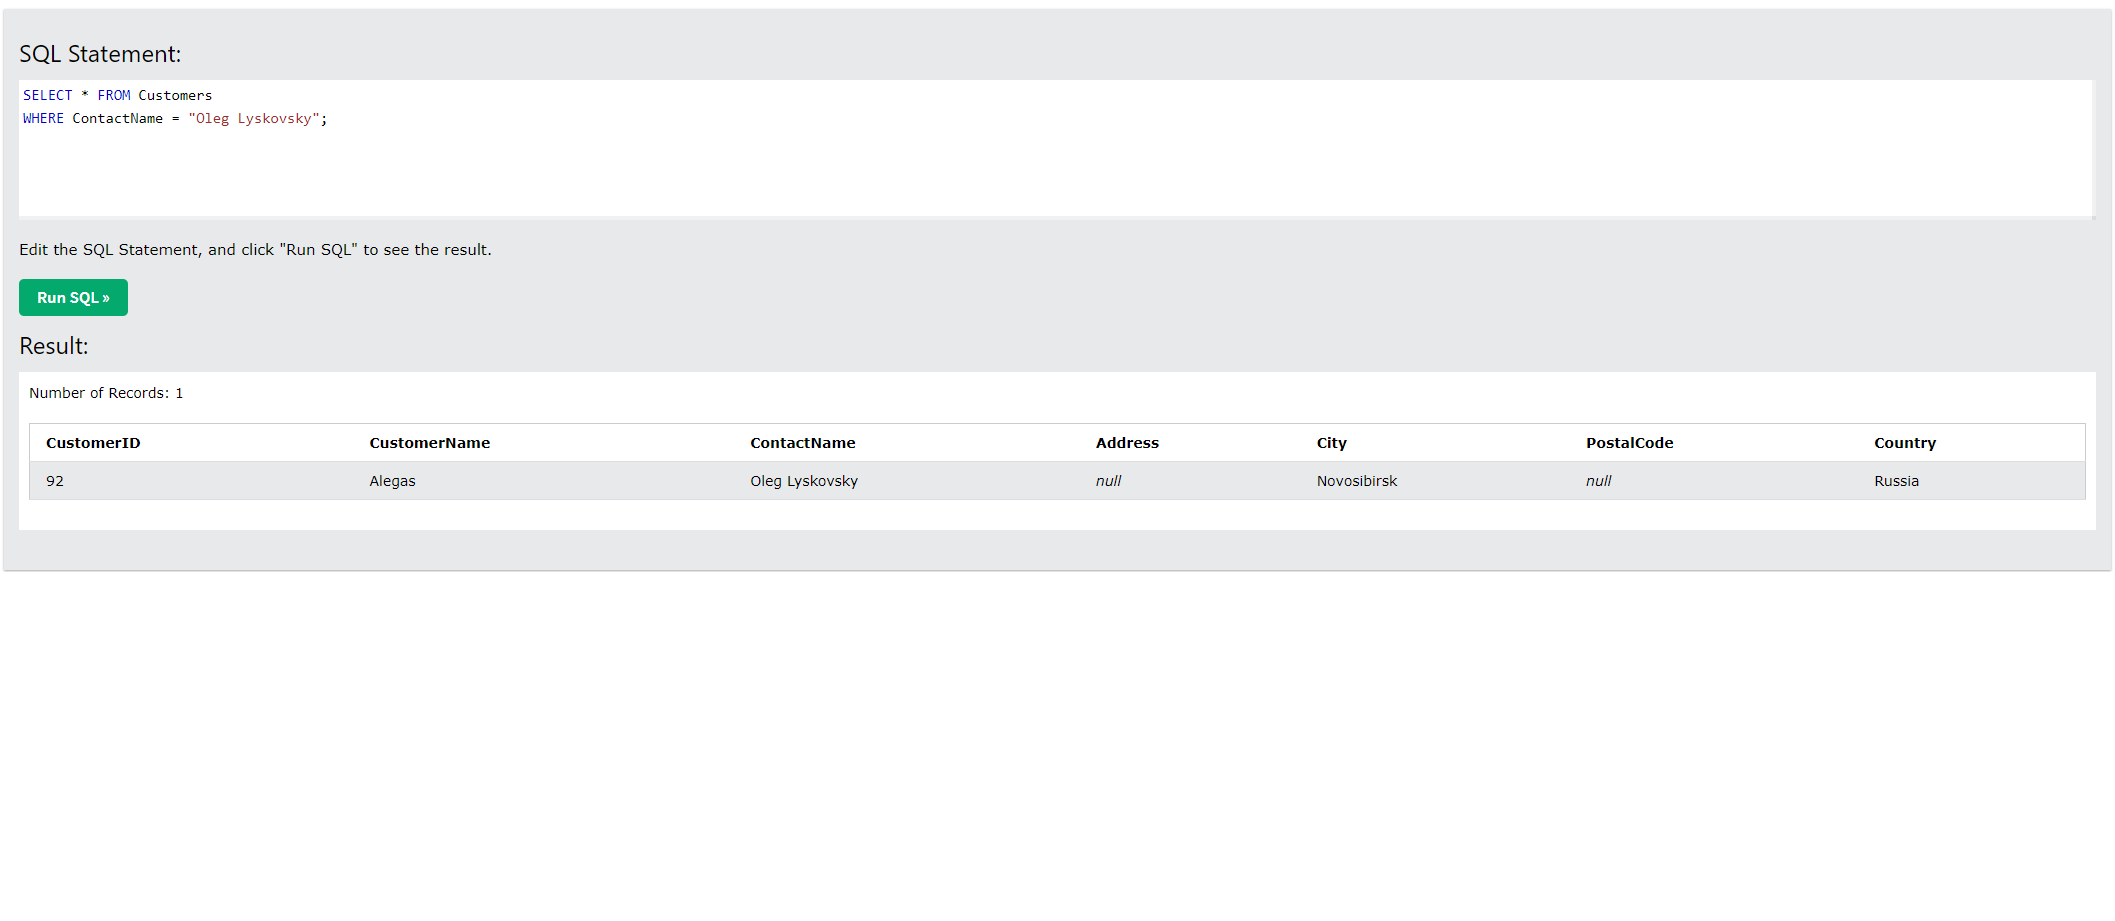 SQL Statement:
SELECT * FROM Customers
WHERE ContactName = "Oleg Lyskovsky";
Edit the SQL Statement, and click "Run SQL" to see the result.
Run SQL »
Result:
Number of Records: 1
CustomerID CustomerName ContactName Address City PostalCode Country
92 Alegas Oleg Lyskovsky null Novosibirsk null Russia